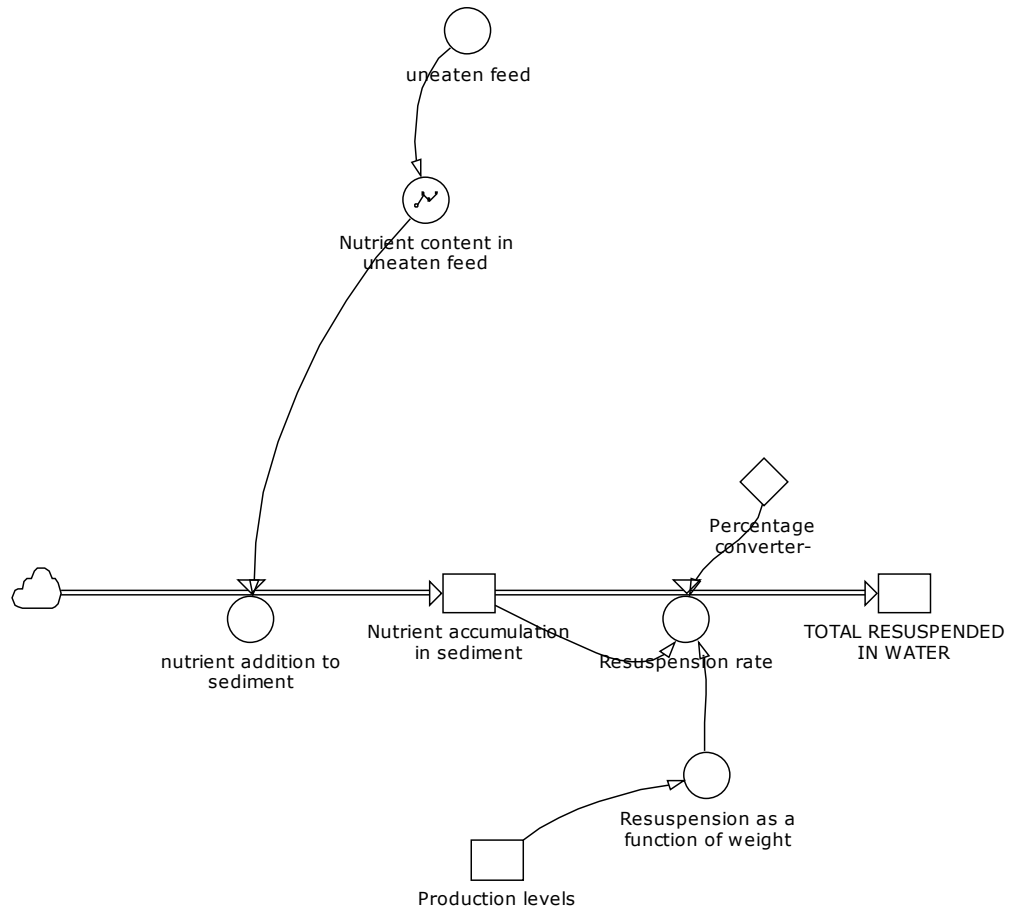 uneaten feed
Nutrient content in
uneaten feed
Percentage
converter-
Nutrient accumulation
in sediment
TOTAL RESUSPENDED
IN WATER
nutrient addition to
sediment
Resuspension rate
Resuspension as a
function of weight
Production levels